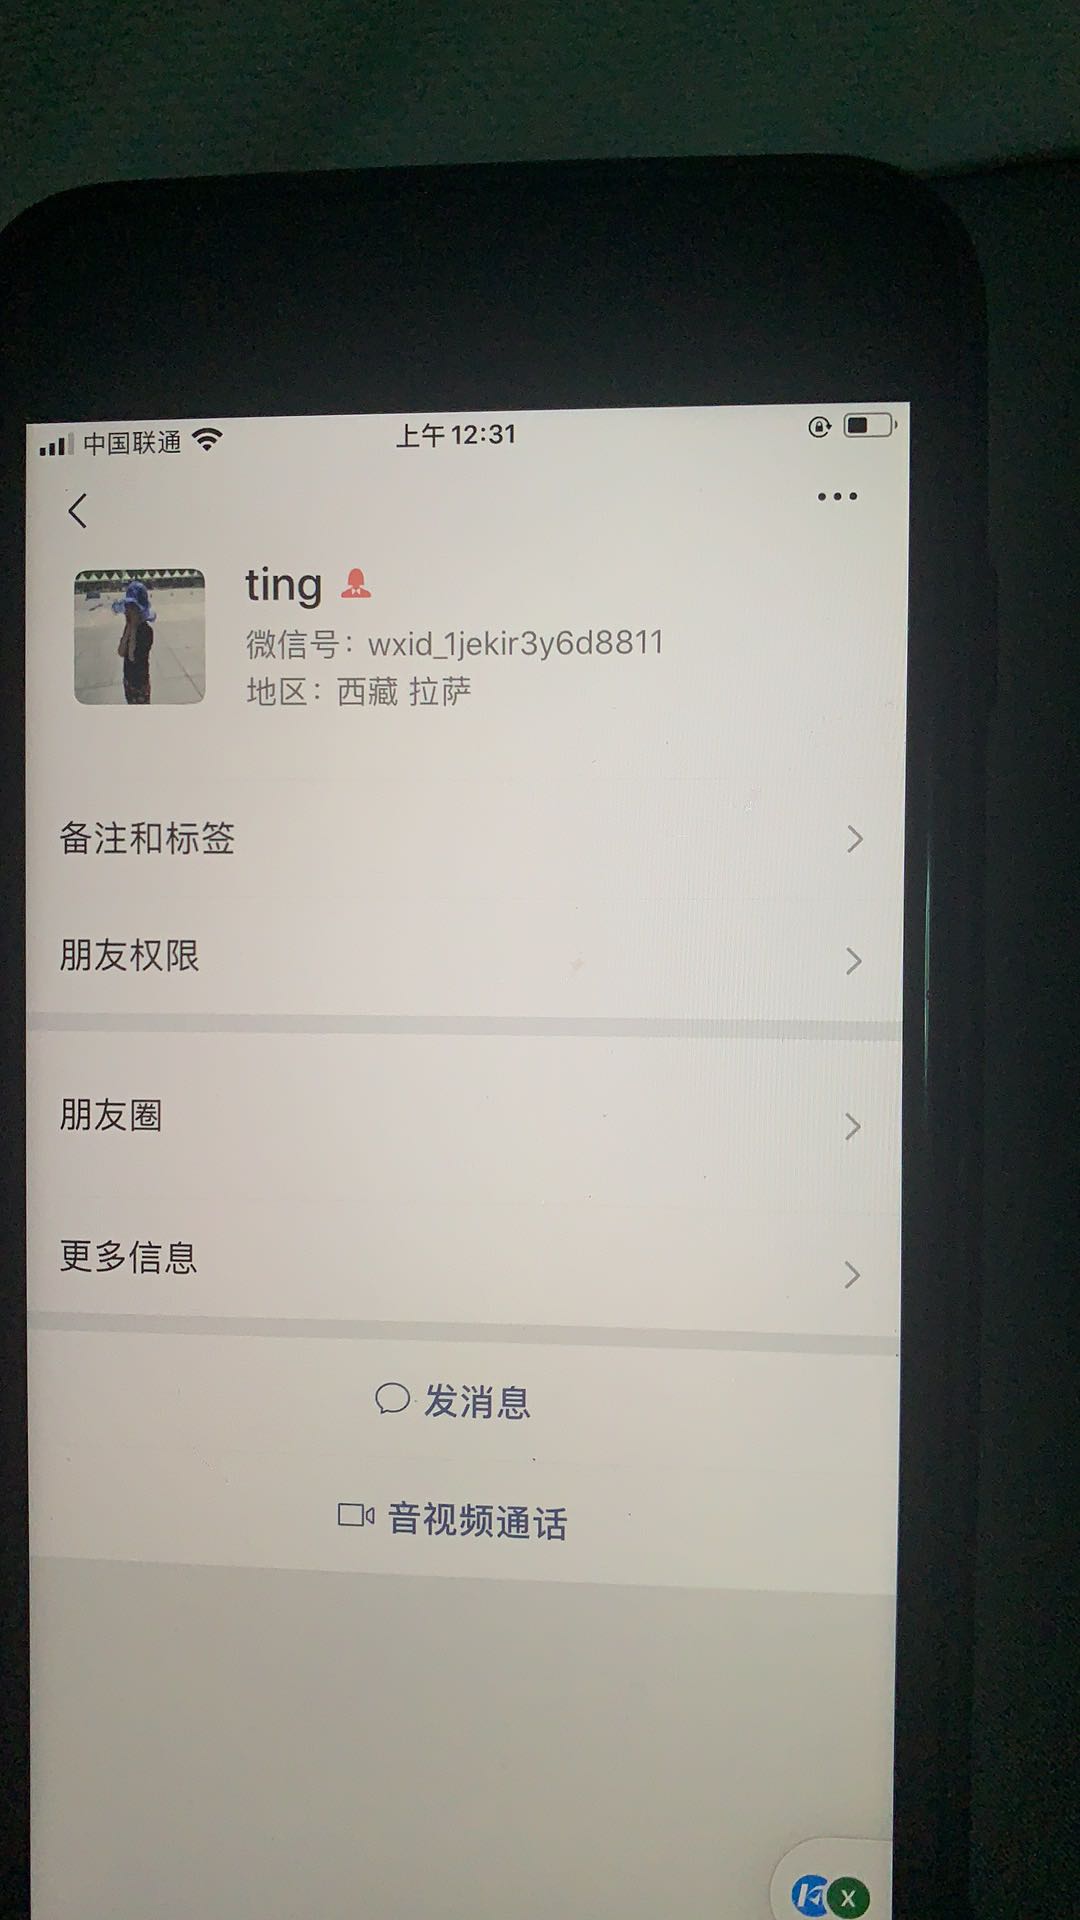 中国联通
上午12:31
ting
微信号：wxid_1jekir3y6d8811
地区：西藏 拉萨
备注和标签
朋友权限
朋友圈
更多信息
发消息
音视频通话
X